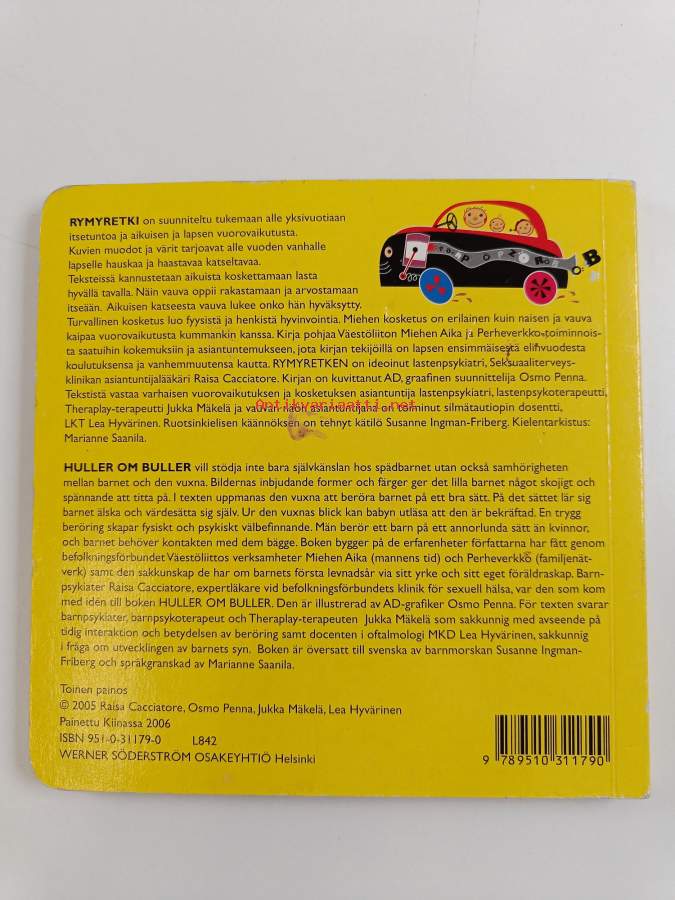 RYMYRETKI on suunniteltu tukemaan alle yksivuotiaan
itsetuntoa ja aikuisen ja lapsen vuorovaikutusta.
Kuvien muodot ja värit tarjoavat alle vuoden vanhalle
lapselle hauskaa ja haastavaa katseltavaa.
Teksteissä kannustetaan aikuista koskettamaan lasta
hyvällä tavalla. Näin vauva oppii rakastamaan ja arvostamaan
itseään. Aikuisen katseesta vauva lukee onko hän hyväksytty.
Turvallinen kosketus luo fyysistä ja henkistä hyvinvointia. Miehen kosketus on erilainen kuin naisen ja vauva
kaipaa vuorovaikutusta kummankin kanssa. Kirja pohjaa Väestöliiton Miehen Aika ja Perheverkko-toiminnois-
ta saatuihin kokemuksiin ja asiantuntemukseen, jota kirjan tekijöillä on lapsen ensimmäisestä elinvuodesta
koulutuksensa ja vanhemmuutensa kautta. RYMYRETKEN on ideoinut lastenpsykiatri, Seksuaaliterveys-
klinikan asiantuntijalääkäri Raisa Cacciatore. Kirjan on kuvittanut AD, graafinen suunnittelija Osmo Penna.
Tekstistä vastaa varhaisen vuorovaikutuksen ja kosketuksen asiantuntija lastenpsykiatri, lastenpsykoterapeutti,
Theraplay-terapeutti Jukka Mäkelä ja vauvan näön asiantuntijana on toiminut silmätautiopin dosentti,
Antikvariaatti.net
LKT Lea Hyvärinen. Ruotsinkielisen käännöksen on tehnyt kätilö Susanne Ingman-Friberg. Kielentarkistus:
Marianne Saanila.
HULLER OM BULLER vill stödja inte bara självkänslan hos spädbarnet utan också samhörigheten
mellan barnet och den vuxna. Bildernas inbjudande former och färger ger det lilla barnet något skojigt och
spännande att titta på. I texten uppmanas den vuxna att beröra barnet på ett bra sätt. På det sättet lär sig
barnet älska och värdesätta sig själv. Ur den vuxnas blick kan babyn utläsa att den är bekräftad. En trygg
beröring skapar fysiskt och psykiskt välbefinnande. Män berör ett barn på ett annorlunda sätt än kvinnor,
och barnet behöver kontakten med dem bägge. Boken bygger på de erfarenheter författarna har fått genom
befolkningsförbundet Väestöliittos verksamheter Miehen Aika (mannens tid) och Perheverkko (familjenät-
verk) samt den sakkunskap de har om barnets första levnadsår via sitt yrke och sitt eget föräldraskap. Barn-
psykiater Raisa Cacciatore, expertläkare vid befolkningsförbundets klinik för sexuell hälsa, var den som kom
med idén till boken HULLER OM BULLER. Den är illustrerad av AD-grafiker Osmo Penna. För texten svarar
barnpsykiater, barnpsykoterapeut och Theraplay-terapeuten Jukka Mäkelä som sakkunnig med avseende på
tidig interaktion och betydelsen av beröring samt docenten i oftalmologi MKD Lea Hyvärinen, sakkunnig
i fråga om utvecklingen av barnets syn. Boken är översatt till svenska av barnmorskan Susanne Ingman-
Friberg och språkgranskad av Marianne Saanila.
Toinen painos
© 2005 Raisa Cacciatore, Osmo Penna, Jukka Mäkelä, Lea Hyvärinen
Painettu Kiinassa 2006
ISBN 951-0-31179-0 L842
WERNER SÖDERSTRÖM OSAKEYHTIÖ Helsinki
9 789510 311790